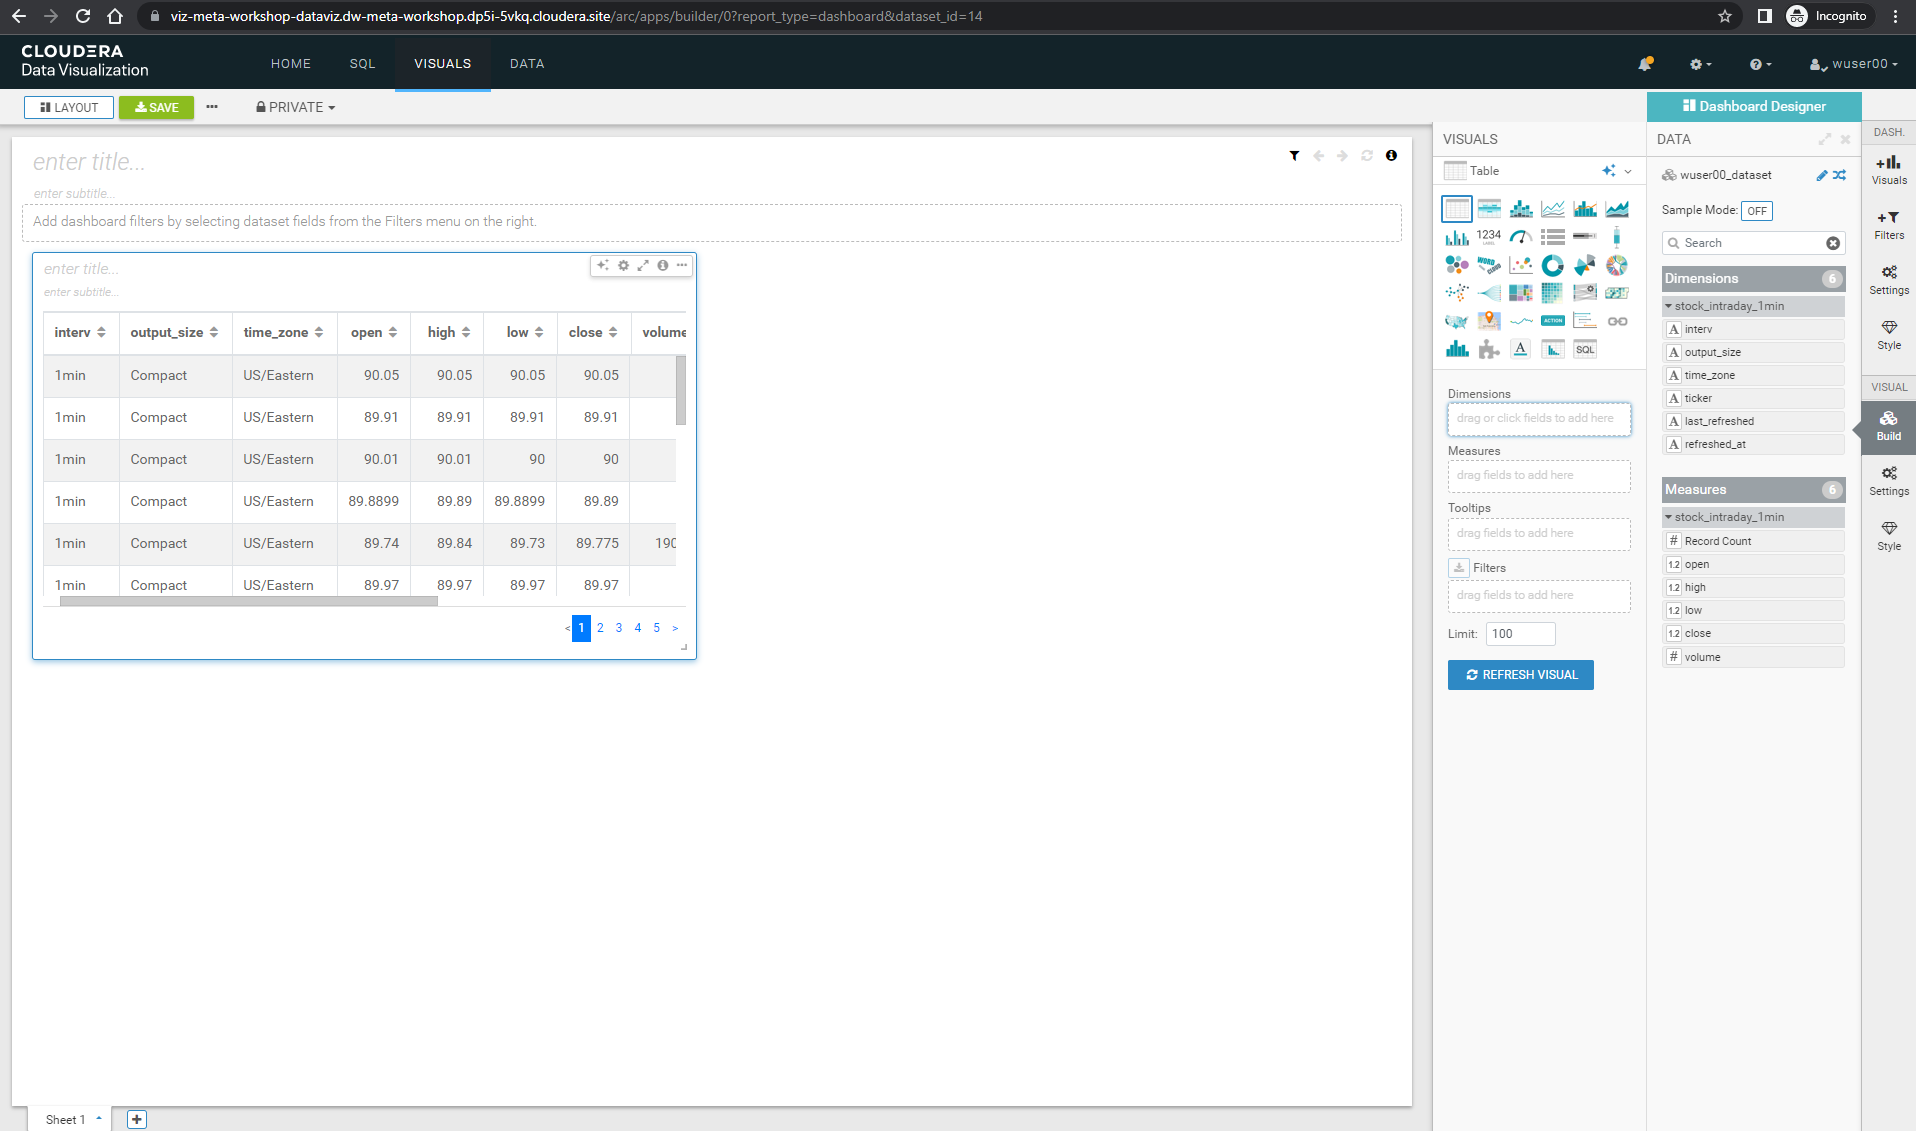 viz-meta-workshop-dataviz.dw-meta-workshop.dp5i-5vkq.cloudera.site/arc/apps/builder/0?report_type=dashboard&dataset_id=14
Incognito
CLOUDERA
Data Visualization
HOME
SQL
VISUALS
DATA
wuser00
LAYOUT
SAVE
PRIVATE
Dashboard Designer
enter title...
enter subtitle...
Add dashboard filters by selecting dataset fields from the Filters menu on the right.
enter title...
enter subtitle...
interv output_size time_zone open high low close volume
1min Compact US/Eastern 90.05 90.05 90.05 90.05
1min Compact US/Eastern 89.91 89.91 89.91 89.91
1min Compact US/Eastern 90.01 90.01 90 90
1min Compact US/Eastern 89.8899 89.89 89.8899 89.89
1min Compact US/Eastern 89.74 89.84 89.73 89.775 190
1min Compact US/Eastern 89.97 89.97 89.97 89.97
< 1 2 3 4 5 >
Sheet 1
VISUALS
Table
1234
LABEL
WORD
CLOUD
ACTION
A
SQL
Dimensions
drag or click fields to add here
Measures
drag fields to add here
Tooltips
drag fields to add here
Filters
drag fields to add here
Limit: 100
REFRESH VISUAL
DATA
wuser00_dataset
Sample Mode: OFF
Search
Dimensions 6
stock_intraday_1min
A interv
A output_size
A time_zone
A ticker
A last_refreshed
A refreshed_at
Measures 6
stock_intraday_1min
# Record Count
1.2 open
1.2 high
1.2 low
1.2 close
# volume
DASH.
Visuals
Filters
Settings
Style
VISUAL
Build
Settings
Style